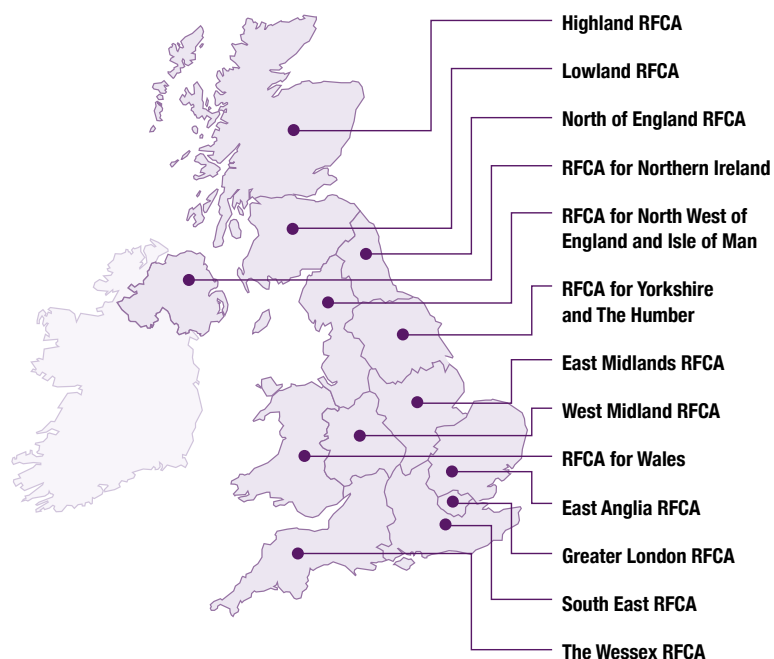 Highland RFCA
Lowland RFCA
North of England RFCA
RFCA for Northern Ireland
RFCA for North West of
England and Isle of Man
RFCA for Yorkshire
and The Humber
East Midlands RFCA
West Midland RFCA
RFCA for Wales
East Anglia RFCA
Greater London RFCA
South East RFCA
The Wessex RFCA